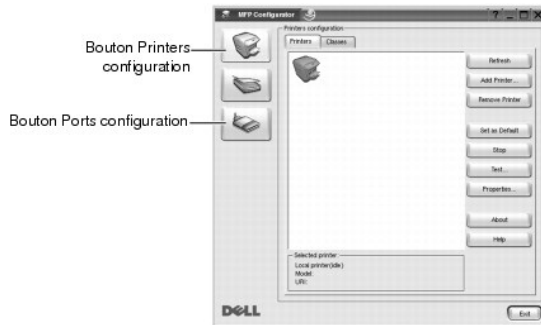 MFP Configurator
? _ □ X
Bouton Printers
configuration
Bouton Ports configuration
Printers configuration
Printers Classes
Refresh
Add Printer...
Remove Printer
Set as Default
Stop
Test...
Properties...
About
Help
Selected printer:
Local printer(idle)
Model:
URI:
DELL
Exit